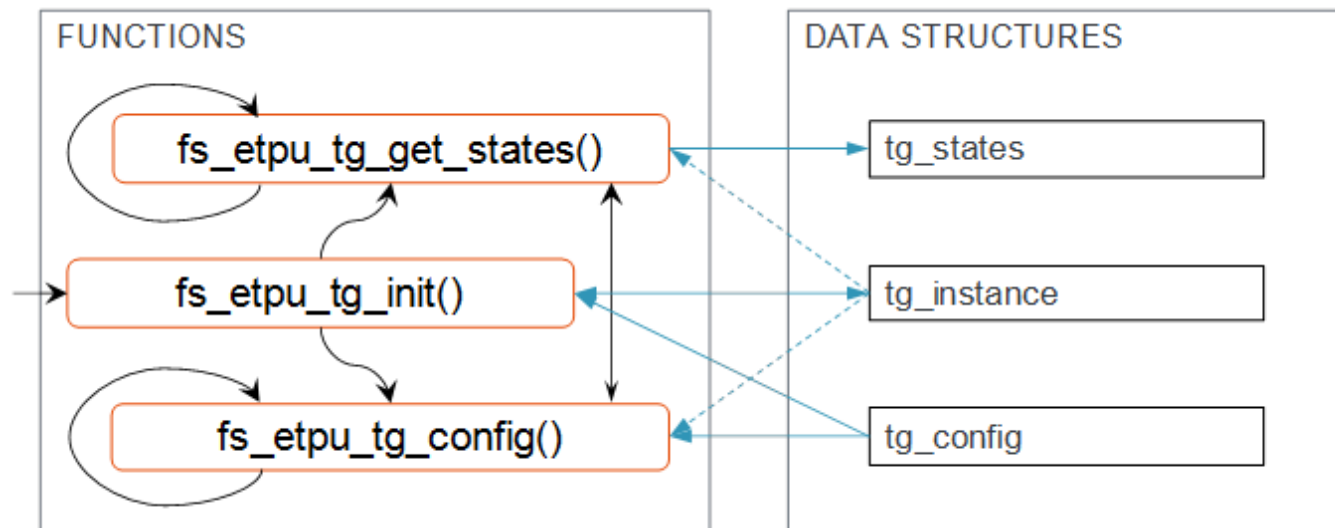 FUNCTIONS
fs_etpu_tg_get_states()
fs_etpu_tg_init()
fs_etpu_tg_config()
DATA STRUCTURES
tg_states
tg_instance
tg_config